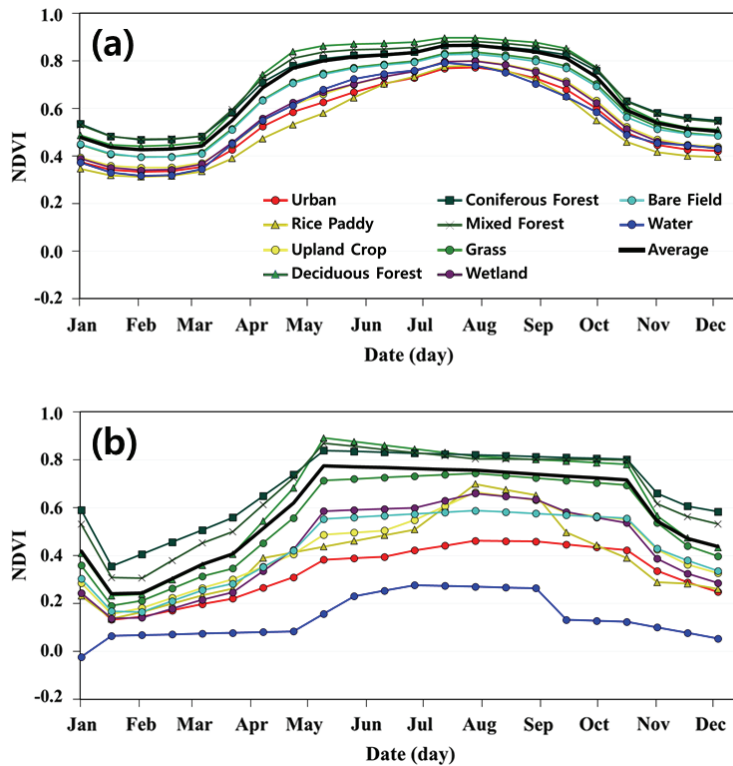 (a)
1.0
0.8
0.6
0.4
0.2
0.0
-0.2
NDVI
Urban
Rice Paddy
Upland Crop
Deciduous Forest
Coniferous Forest
Mixed Forest
Grass
Wetland
Bare Field
Water
Average
Jan Feb Mar Apr May Jun Jul Aug Sep Oct Nov Dec
Date (day)
(b)
1.0
0.8
0.6
0.4
0.2
0.0
-0.2
NDVI
Jan Feb Mar Apr May Jun Jul Aug Sep Oct Nov Dec
Date (day)